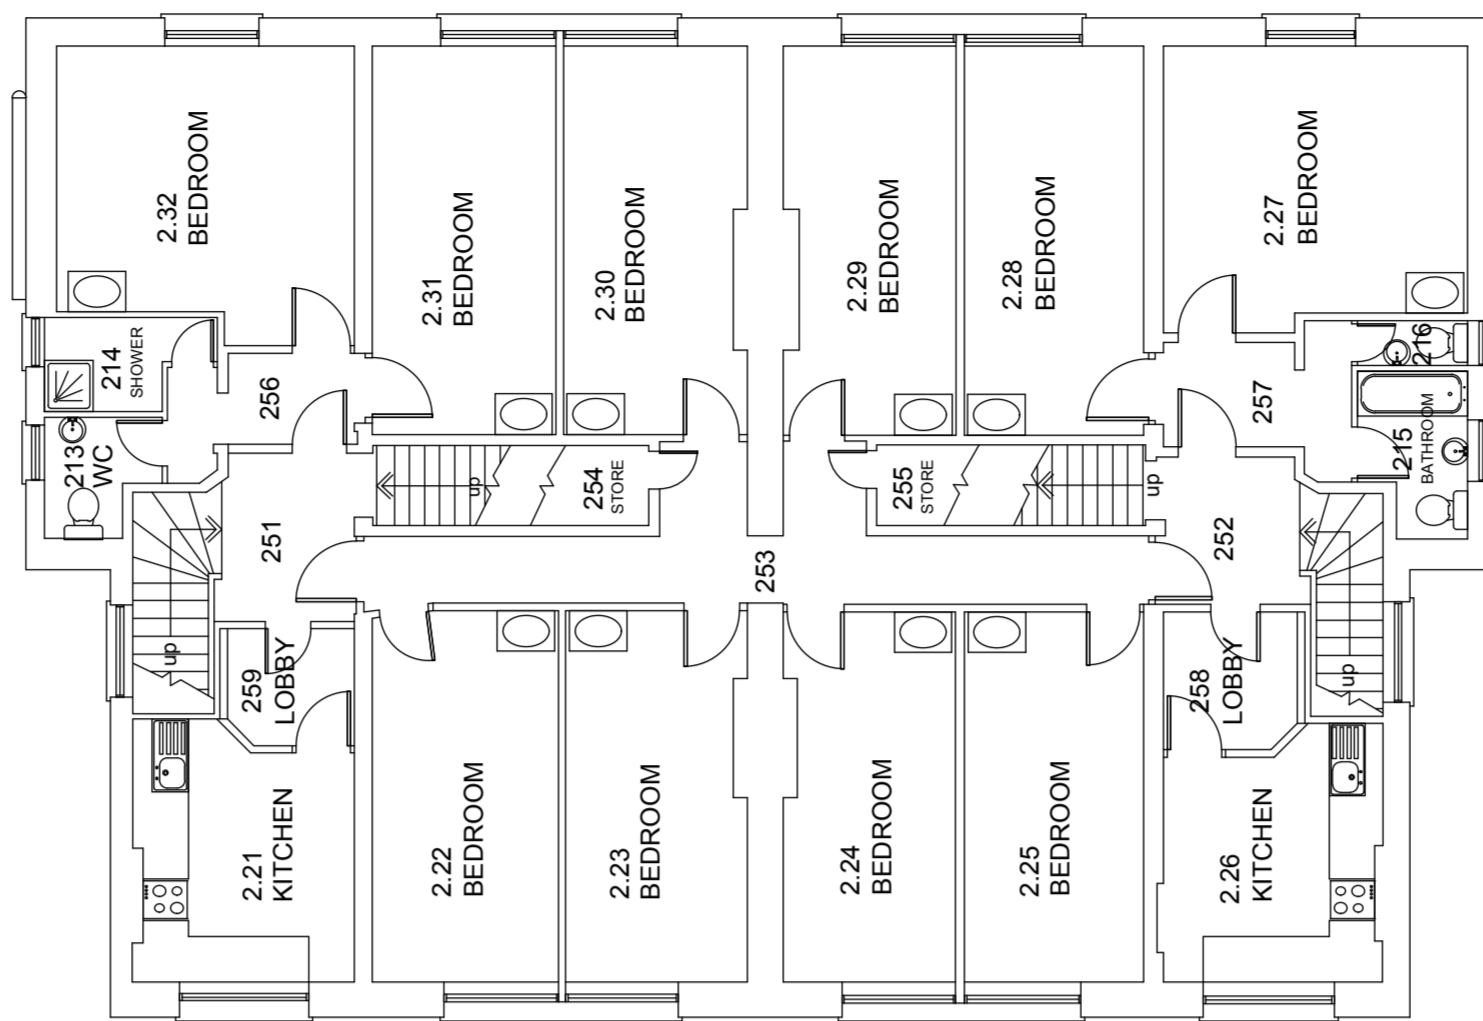 2.32
BEDROOM
2.31
BEDROOM
2.30
BEDROOM
2.29
BEDROOM
2.28
BEDROOM
2.27
BEDROOM
214
SHOWER
256
213
WC
216
257
215
BATHROOM
up
254
STORE
255
STORE
up
251
253
252
up
259
LOBBY
258
LOBBY
up
2.21
KITCHEN
2.22
BEDROOM
2.23
BEDROOM
2.24
BEDROOM
2.25
BEDROOM
2.26
KITCHEN